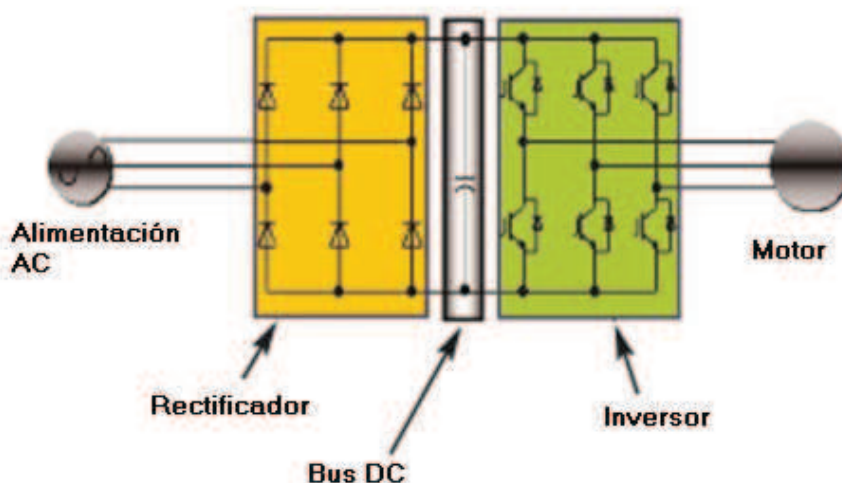 Alimentación
AC
Motor
Rectificador
Inversor
Bus DC